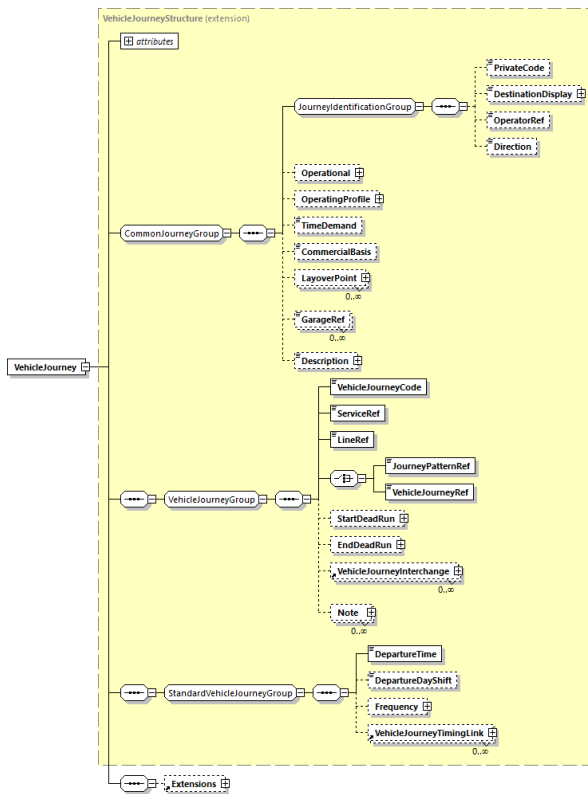 VehicleJourneyStructure (extension)
attributes
JourneyIdentificationGroup
PrivateCode
DestinationDisplay
OperatorRef
Direction
CommonJourneyGroup
Operational
OperatingProfile
TimeDemand
CommercialBasis
LayoverPoint
0..∞
GarageRef
0..∞
Description
VehicleJourney
VehicleJourneyGroup
VehicleJourneyCode
ServiceRef
LineRef
JourneyPatternRef
VehicleJourneyRef
StartDeadRun
EndDeadRun
VehicleJourneyInterchange
0..∞
Note
0..∞
StandardVehicleJourneyGroup
DepartureTime
DepartureDayShift
Frequency
VehicleJourneyTimingLink
0..∞
Extensions